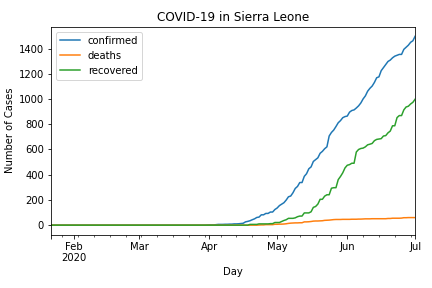 COVID-19 in Sierra Leone
confirmed
deaths
recovered
Number of Cases
1400
1200
1000
800
600
400
200
0
Feb Mar Apr May Jun Jul
2020
Day